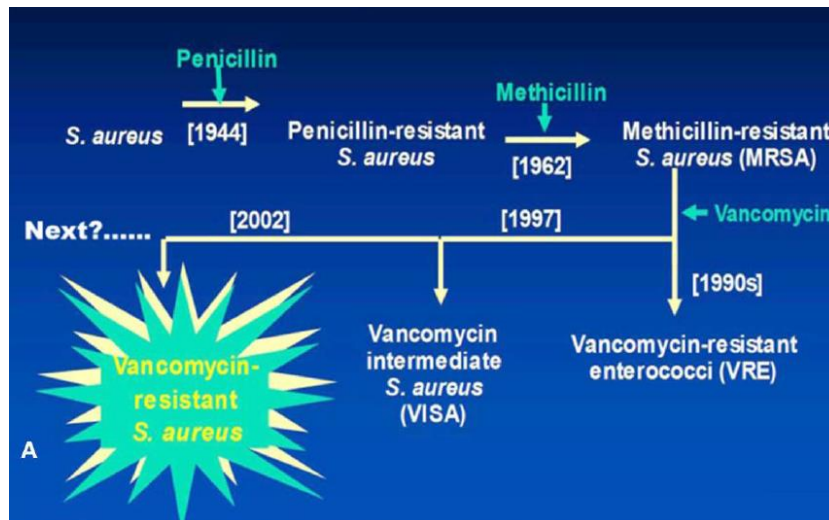 Penicillin
S. aureus
[1944]
Penicillin-resistant
S. aureus
Methicillin
[1962]
Methicillin-resistant
S. aureus (MRSA)
Vancomycin
[1990s]
Vancomycin-resistant
enterococci (VRE)
[1997]
Vancomycin
intermediate
S. aureus
(VISA)
[2002]
Next?......
Vancomycin-
resistant
S. aureus
A